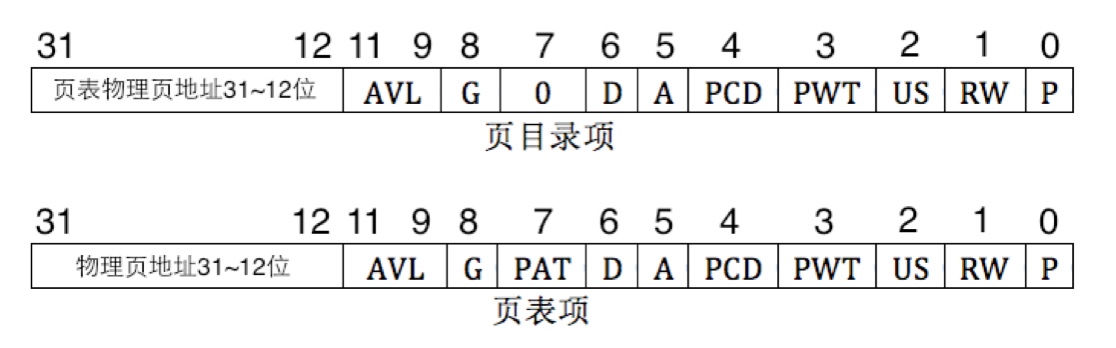 31 12 11 9 8 7 6 5 4 3 2 1 0
页表物理页地址31~12位 AVL G 0 D A PCD PWT US RW P
页目录项
31 12 11 9 8 7 6 5 4 3 2 1 0
物理页地址31~12位 AVL G PAT D A PCD PWT US RW P
页表项